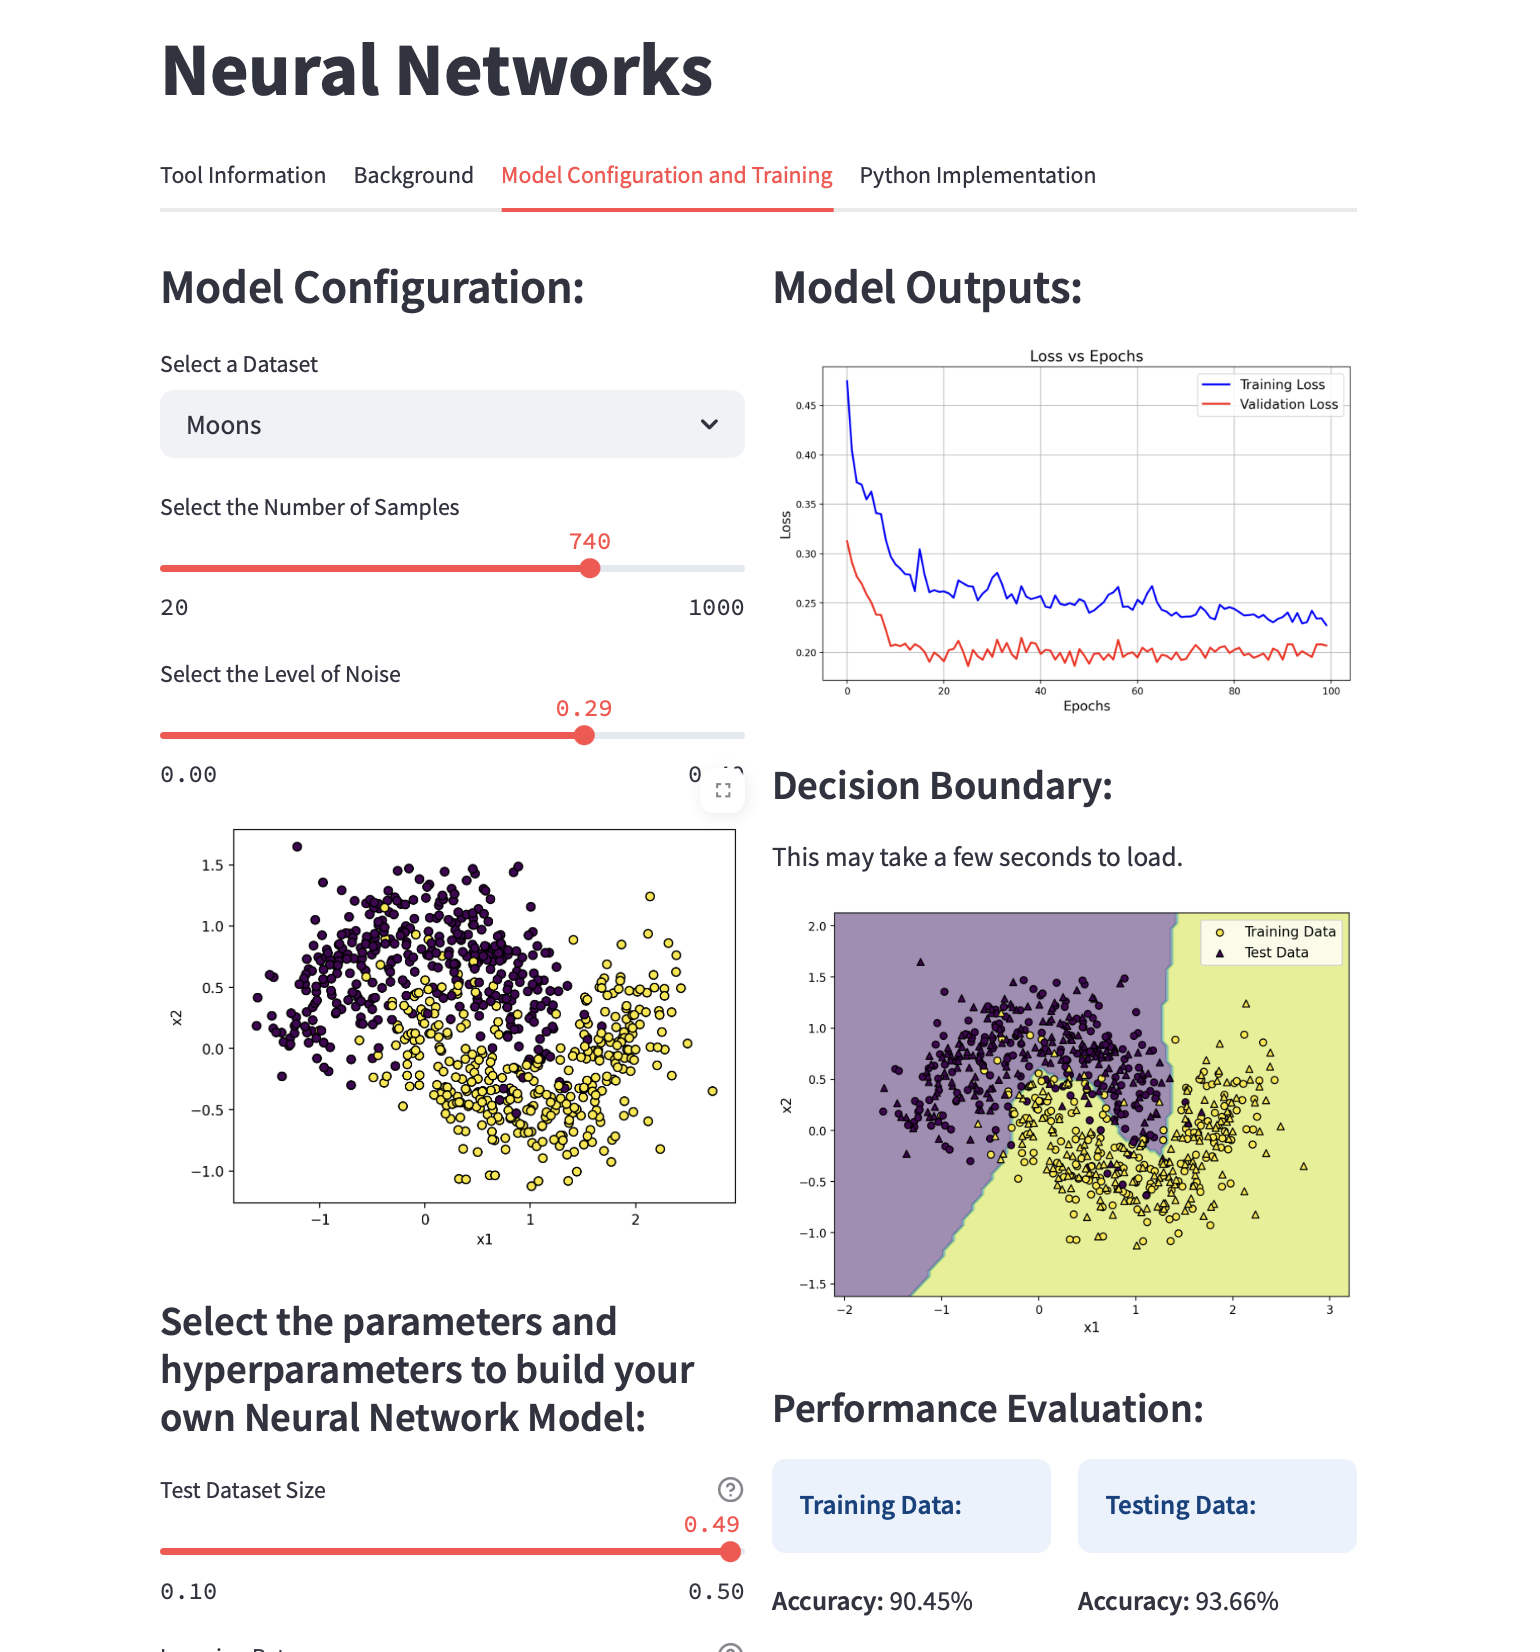 Neural Networks
Tool Information
Background
Model Configuration and Training
Python Implementation
Model Configuration:
Select a Dataset
Moons
Select the Number of Samples
740
20
1000
Select the Level of Noise
0.29
0.00
1.5
1.0
0.5
0.0
−0.5
−1.0
x2
−1
0
1
2
x1
Select the parameters and
hyperparameters to build your
own Neural Network Model:
Test Dataset Size
0.49
0.10
0.50
Model Outputs:
Loss vs Epochs
Training Loss
Validation Loss
0.45
0.40
0.35
0.30
0.25
0.20
Loss
0
20
40
60
80
100
Epochs
Decision Boundary:
This may take a few seconds to load.
Training Data
Test Data
2.0
1.5
1.0
0.5
0.0
−0.5
−1.0
−1.5
x2
−2
−1
0
1
2
3
x1
Performance Evaluation:
Training Data:
Testing Data:
Accuracy: 90.45%
Accuracy: 93.66%